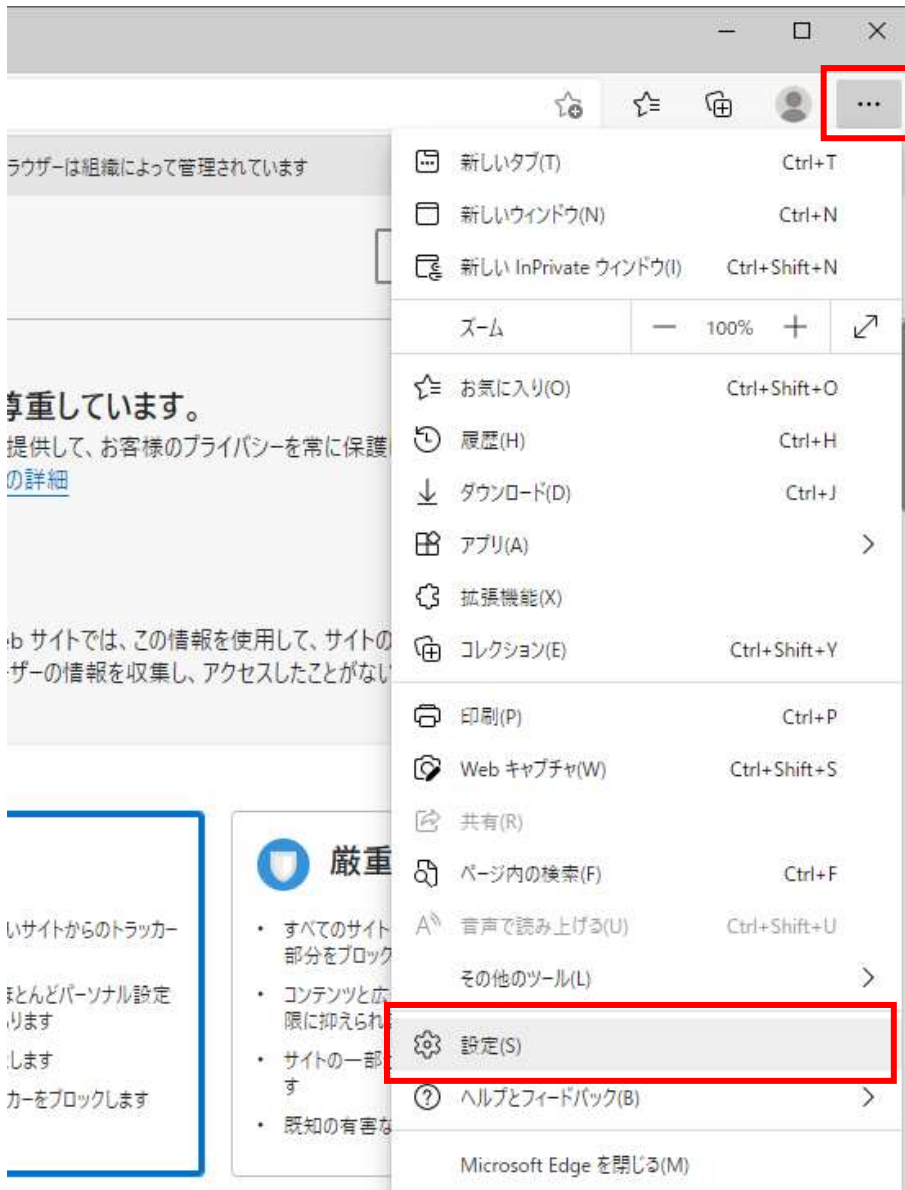 ラウザーは組織によって管理されています
新しいタブ(T) Ctrl+T
新しいウィンドウ(N) Ctrl+N
新しい InPrivate ウィンドウ(I) Ctrl+Shift+N
ズーム 100%
お気に入り(O) Ctrl+Shift+O
履歴(H) Ctrl+H
ダウンロード(D) Ctrl+J
アプリ(A)
拡張機能(X)
コレクション(E) Ctrl+Shift+Y
印刷(P) Ctrl+P
Web キャプチャ(W) Ctrl+Shift+S
共有(R)
ページ内の検索(F) Ctrl+F
音声で読み上げる(U) Ctrl+Shift+U
その他のツール(L)
設定(S)
ヘルプとフィードバック(B)
Microsoft Edge を閉じる(M)
尊重しています。
提供して、お客様のプライバシーを常に保護
の詳細
eb サイトでは、この情報を使用して、サイトの
ーザーの情報を収集し、アクセスしたことがない
いサイトからのトラッカー
ほとんどパーソナル設定
ります
します
カーをブロックします
厳重
• すべてのサイト
部分をブロック
• コンテンツと広
限に抑えられ
• サイトの一部
す
• 既知の有害な